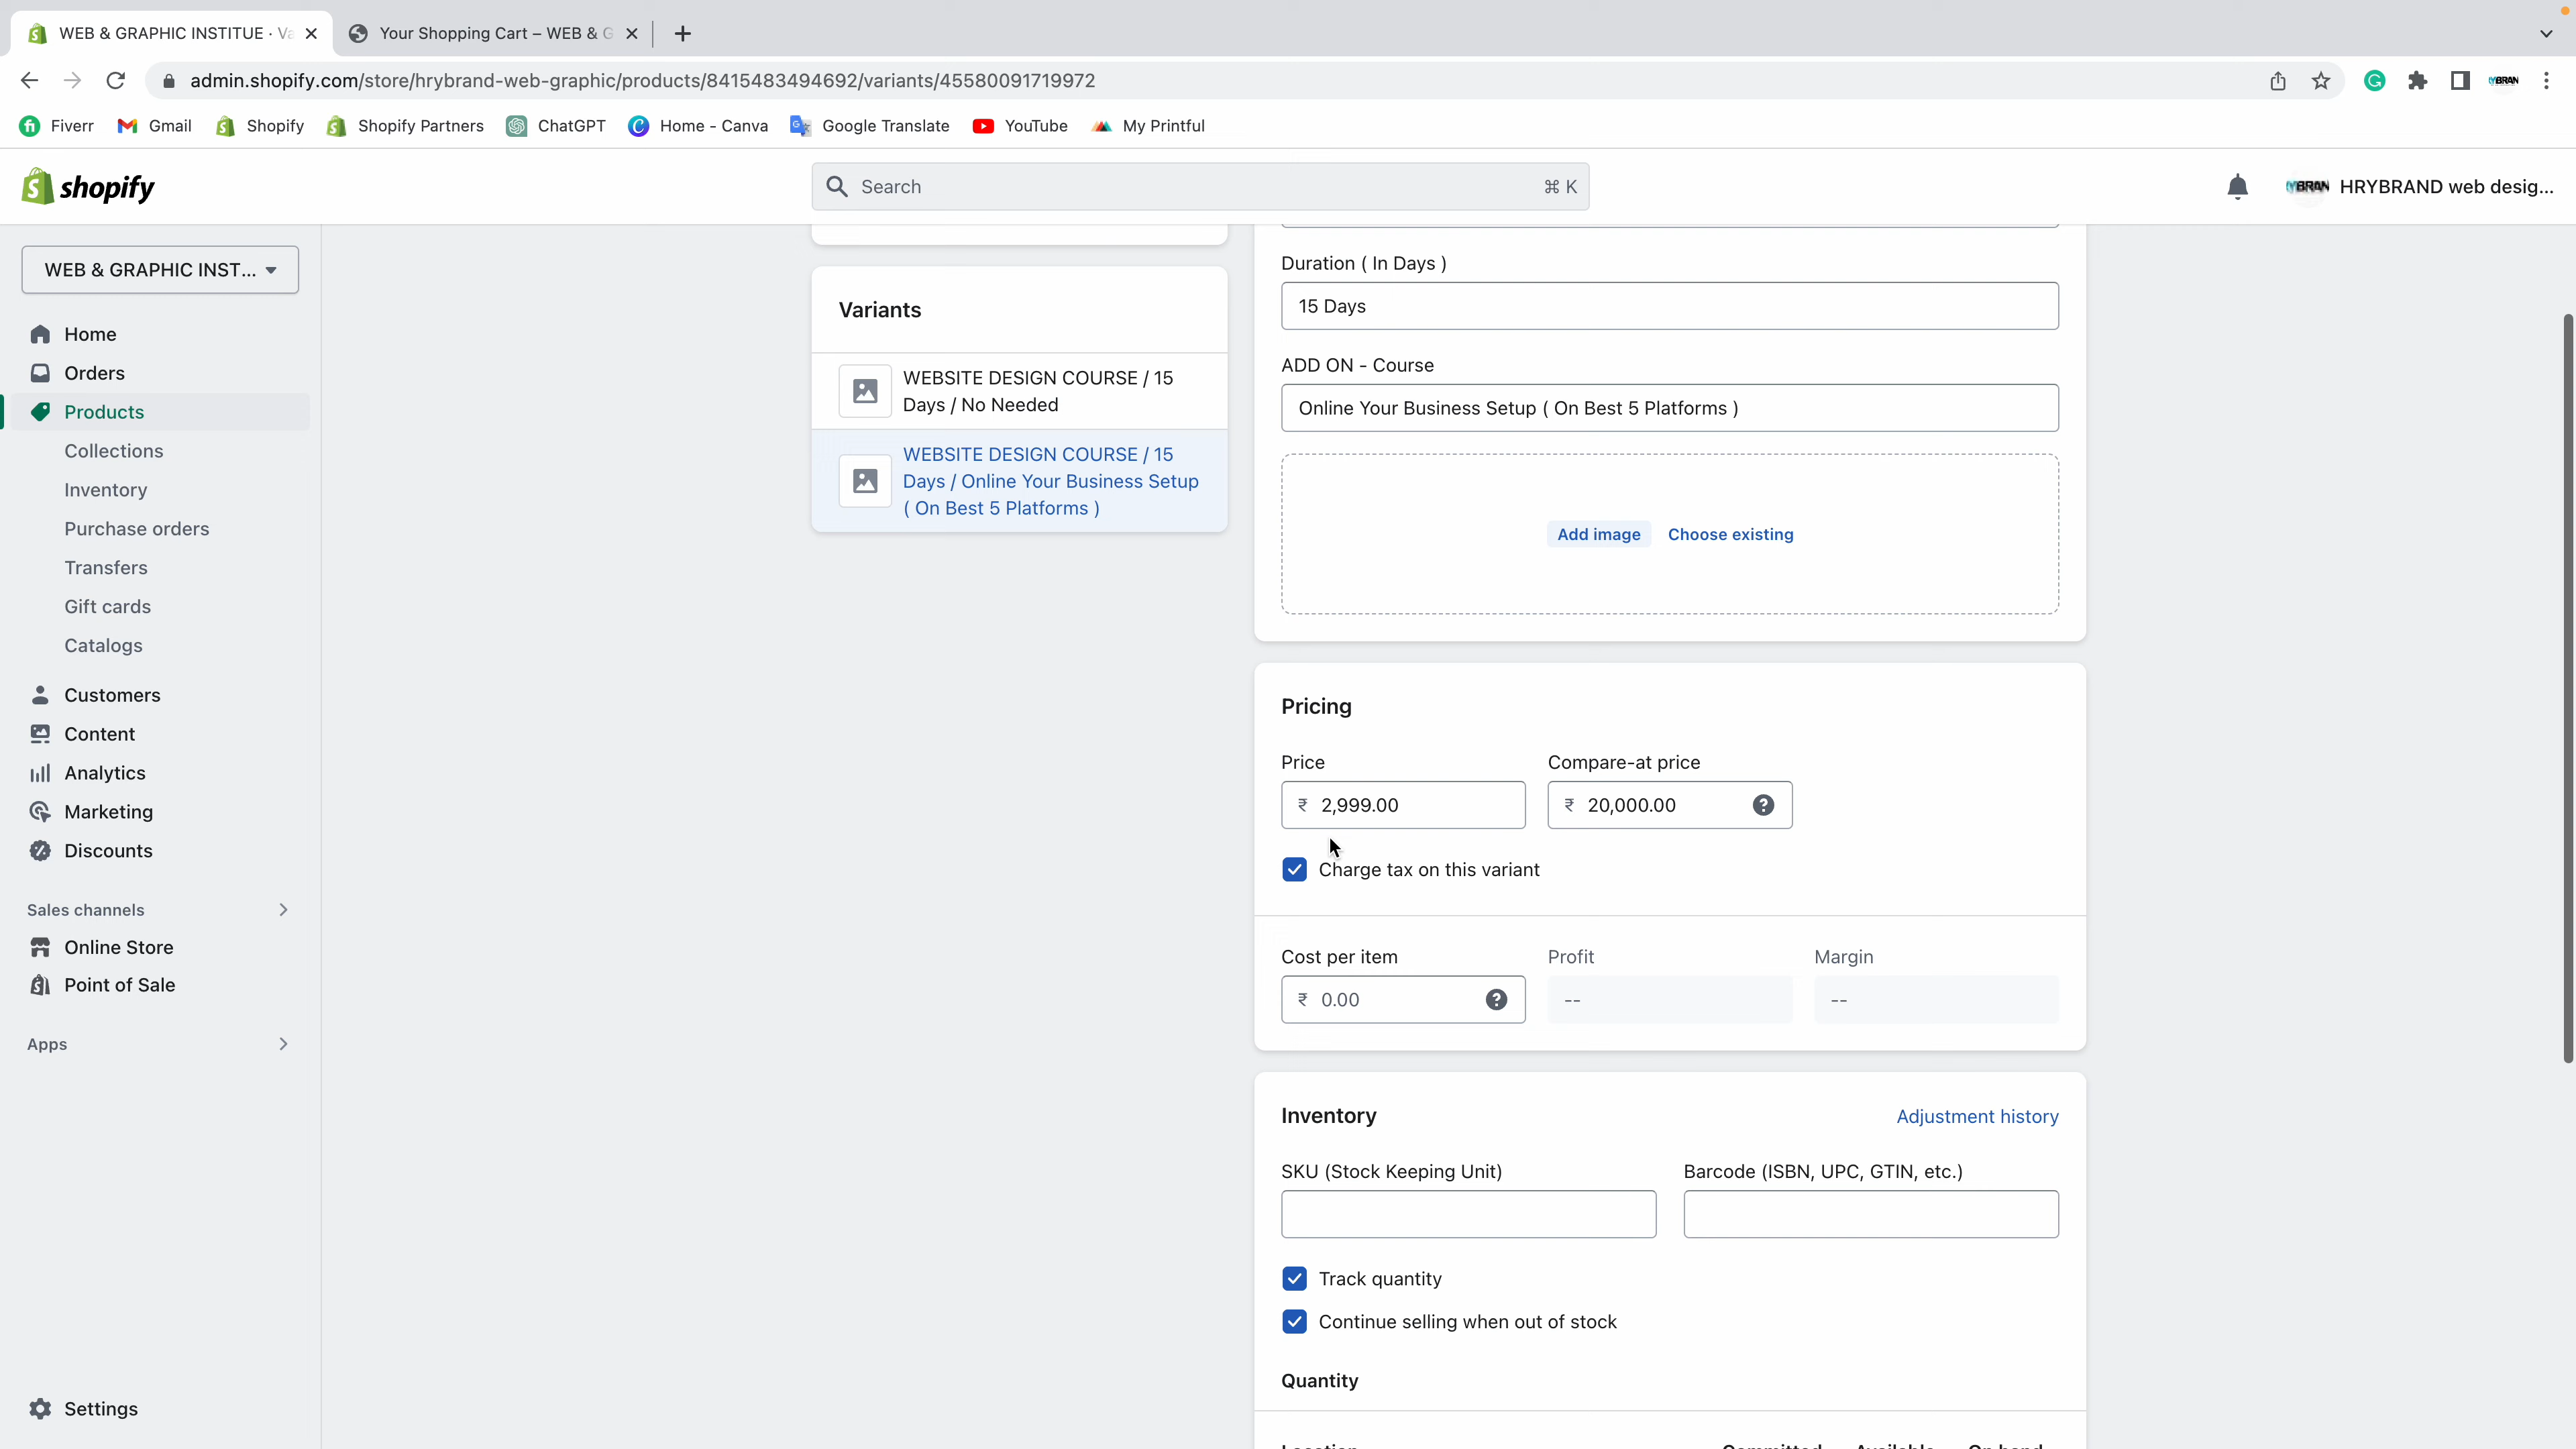 WEB & GRAPHIC INSTITUE · Va
Your Shopping Cart – WEB & G
admin.shopify.com/store/hrybrand-web-graphic/products/8415483494692/variants/45580091719972
Fiverr
Gmail
Shopify
Shopify Partners
ChatGPT
Home - Canva
Google Translate
YouTube
My Printful
shopify
Search
⌘ K
HRYBRAND web desig...
WEB & GRAPHIC INST...
Home
Orders
Products
Collections
Inventory
Purchase orders
Transfers
Gift cards
Catalogs
Customers
Content
Analytics
Marketing
Discounts
Sales channels
Online Store
Point of Sale
Apps
Settings
Variants
WEBSITE DESIGN COURSE / 15
Days / No Needed
WEBSITE DESIGN COURSE / 15
Days / Online Your Business Setup
( On Best 5 Platforms )
Duration ( In Days )
15 Days
ADD ON - Course
Online Your Business Setup ( On Best 5 Platforms )
Add image
Choose existing
Pricing
Price
Compare-at price
₹ 2,999.00
₹ 20,000.00
Charge tax on this variant
Cost per item
Profit
Margin
₹ 0.00
--
--
Inventory
Adjustment history
SKU (Stock Keeping Unit)
Barcode (ISBN, UPC, GTIN, etc.)
Track quantity
Continue selling when out of stock
Quantity